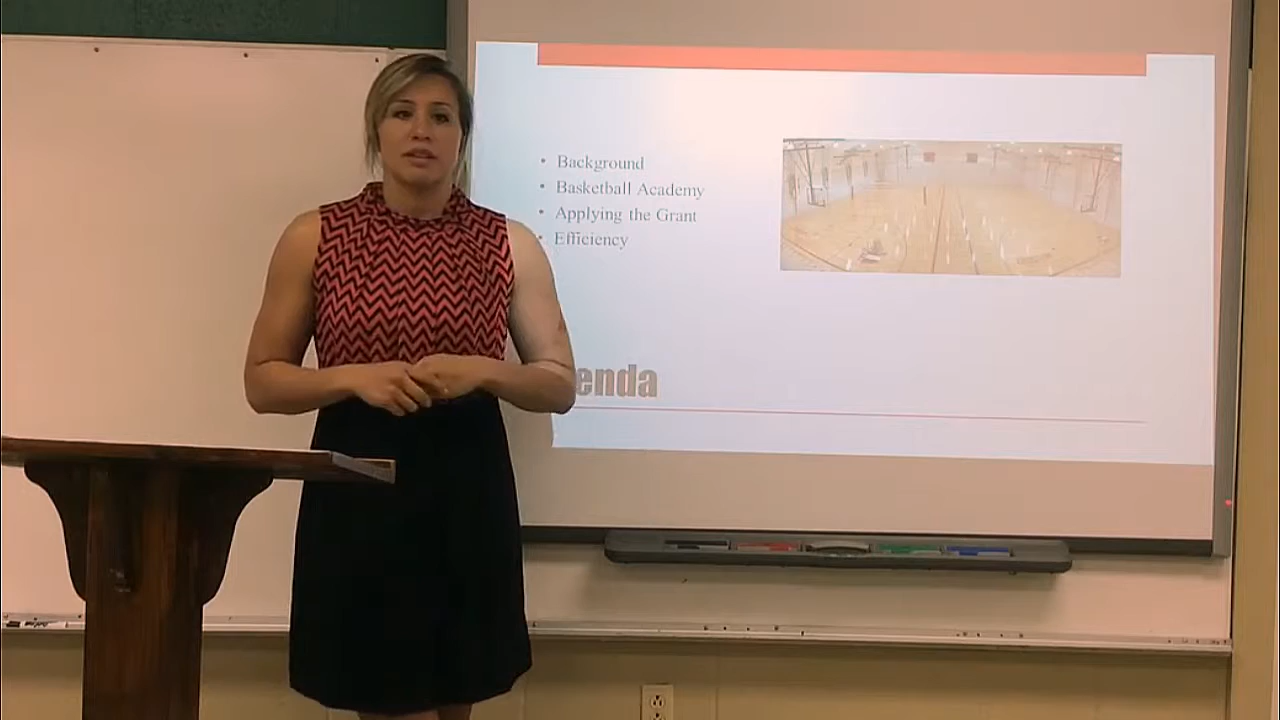 • Background
• Basketball Academy
• Applying the Grant
• Efficiency
enda